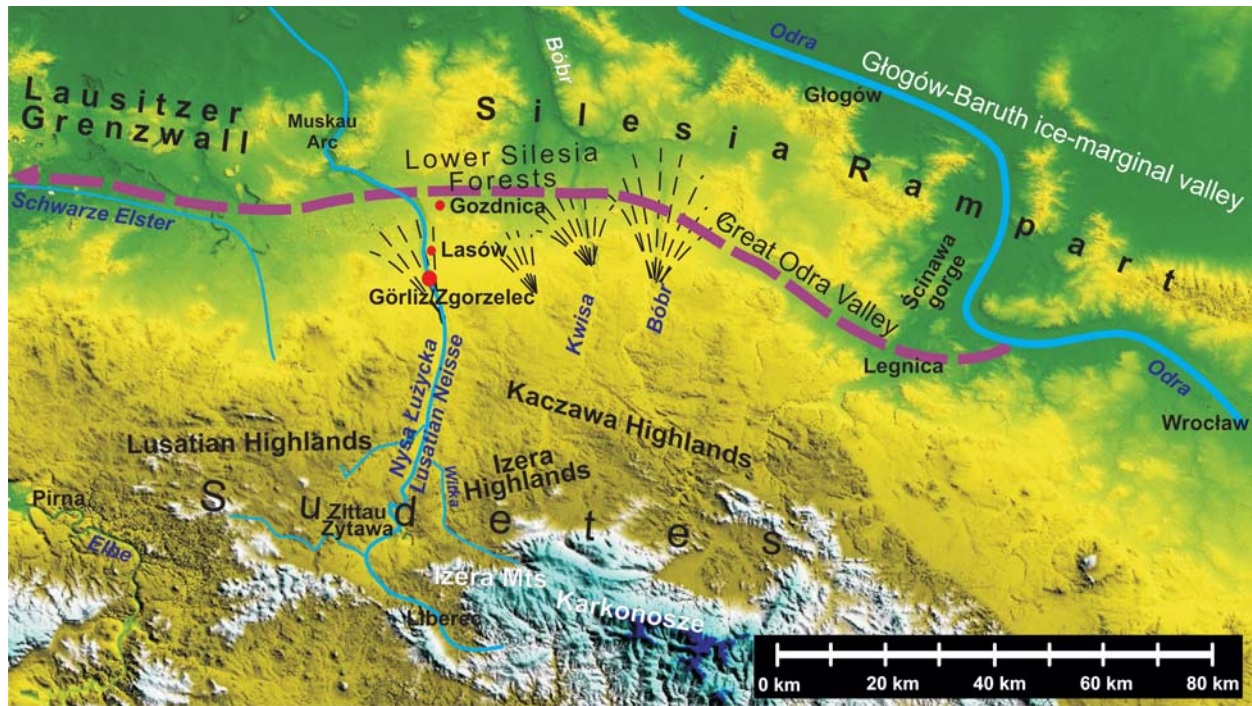 Odra
Głogów-Baruth ice-marginal valley
Bóbr
Głogów
Lausitzer
Grenzwall
Muskau
Arc
Silesia Rampart
Lower Silesia
Forests
Schwarze Elster
Gozdnica
Lasów
Görliz/Zgorzelec
Kwisa
Bóbr
Great Odra Valley
Ścinawa
gorge
Legnica
Odra
Wrocław
Nysa Łużycka
Lusatian Neisse
Kaczawa Highlands
Lusatian Highlands
Izera
Highlands
Witka
Pirna
Sudetes
Zittau
Żytawa
Elbe
Izera Mts
Karkonosze
Liberec
0 km 20 km 40 km 60 km 80 km